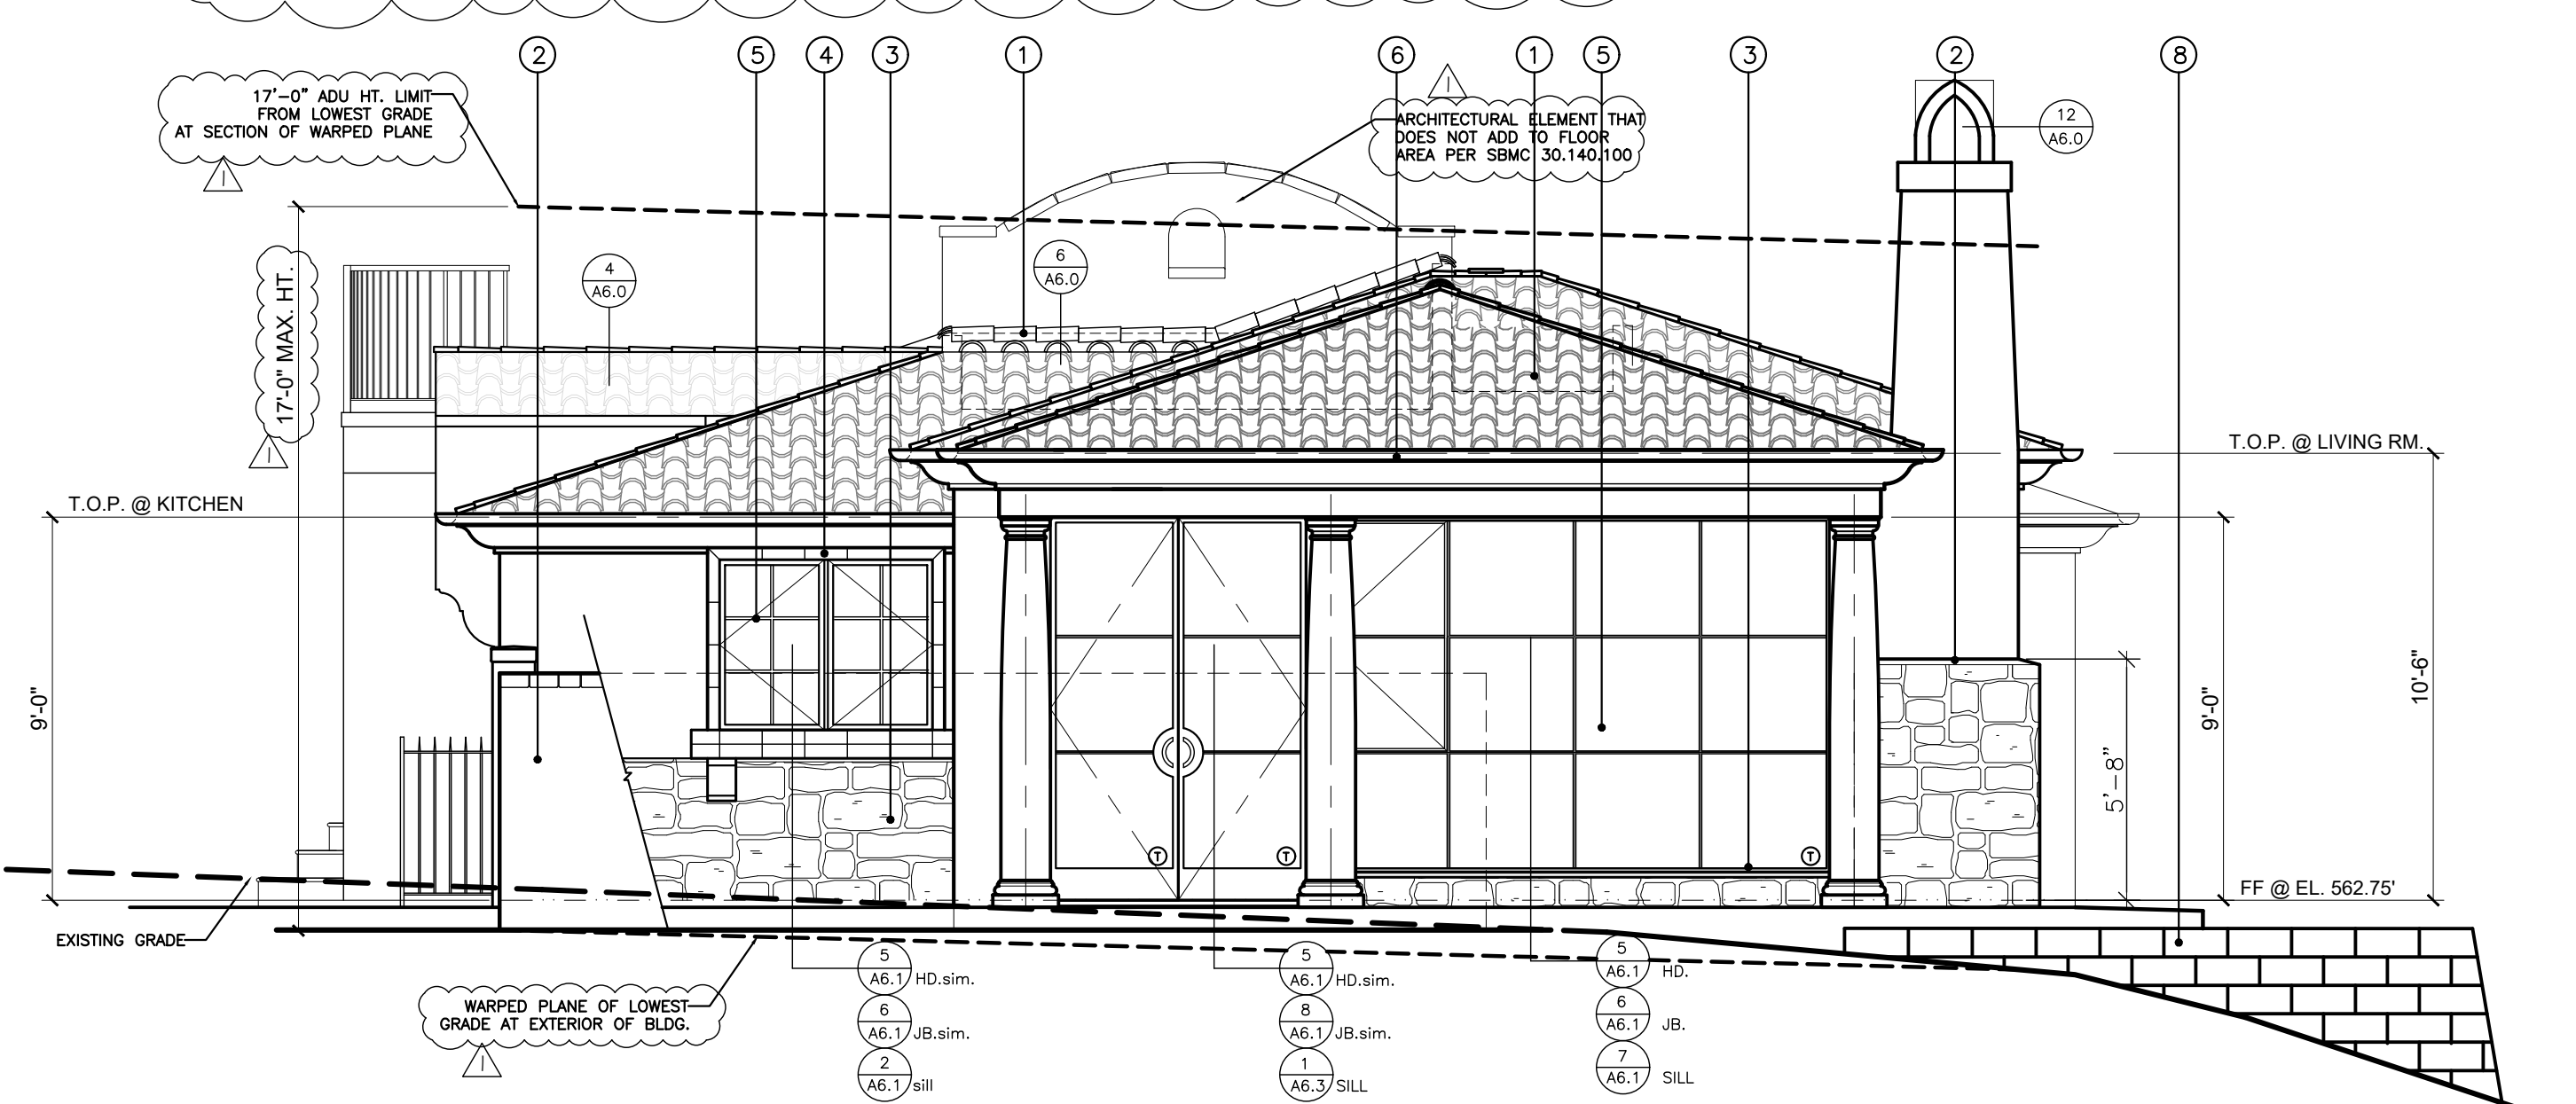 2
5
4
3
1
6
1
5
3
2
8
17'-0" ADU HT. LIMIT
FROM LOWEST GRADE
AT SECTION OF WARPED PLANE
1
1
ARCHITECTURAL ELEMENT THAT
DOES NOT ADD TO FLOOR
AREA PER SBMC 30.140.100
12
A6.0
17'-0" MAX. HT.
1
4
A6.0
6
A6.0
T.O.P. @ KITCHEN
T.O.P. @ LIVING RM.
9'-0"
5'-8"
9'-0"
10'-6"
T
T
T
FF @ EL. 562.75'
EXISTING GRADE
WARPED PLANE OF LOWEST
GRADE AT EXTERIOR OF BLDG.
1
5
A6.1 HD.sim.
6
A6.1 JB.sim.
2
A6.1 sill
5
A6.1 HD.sim.
8
A6.1 JB.sim.
1
A6.3 SILL
5
A6.1 HD.
6
A6.1 JB.
7
A6.1 SILL